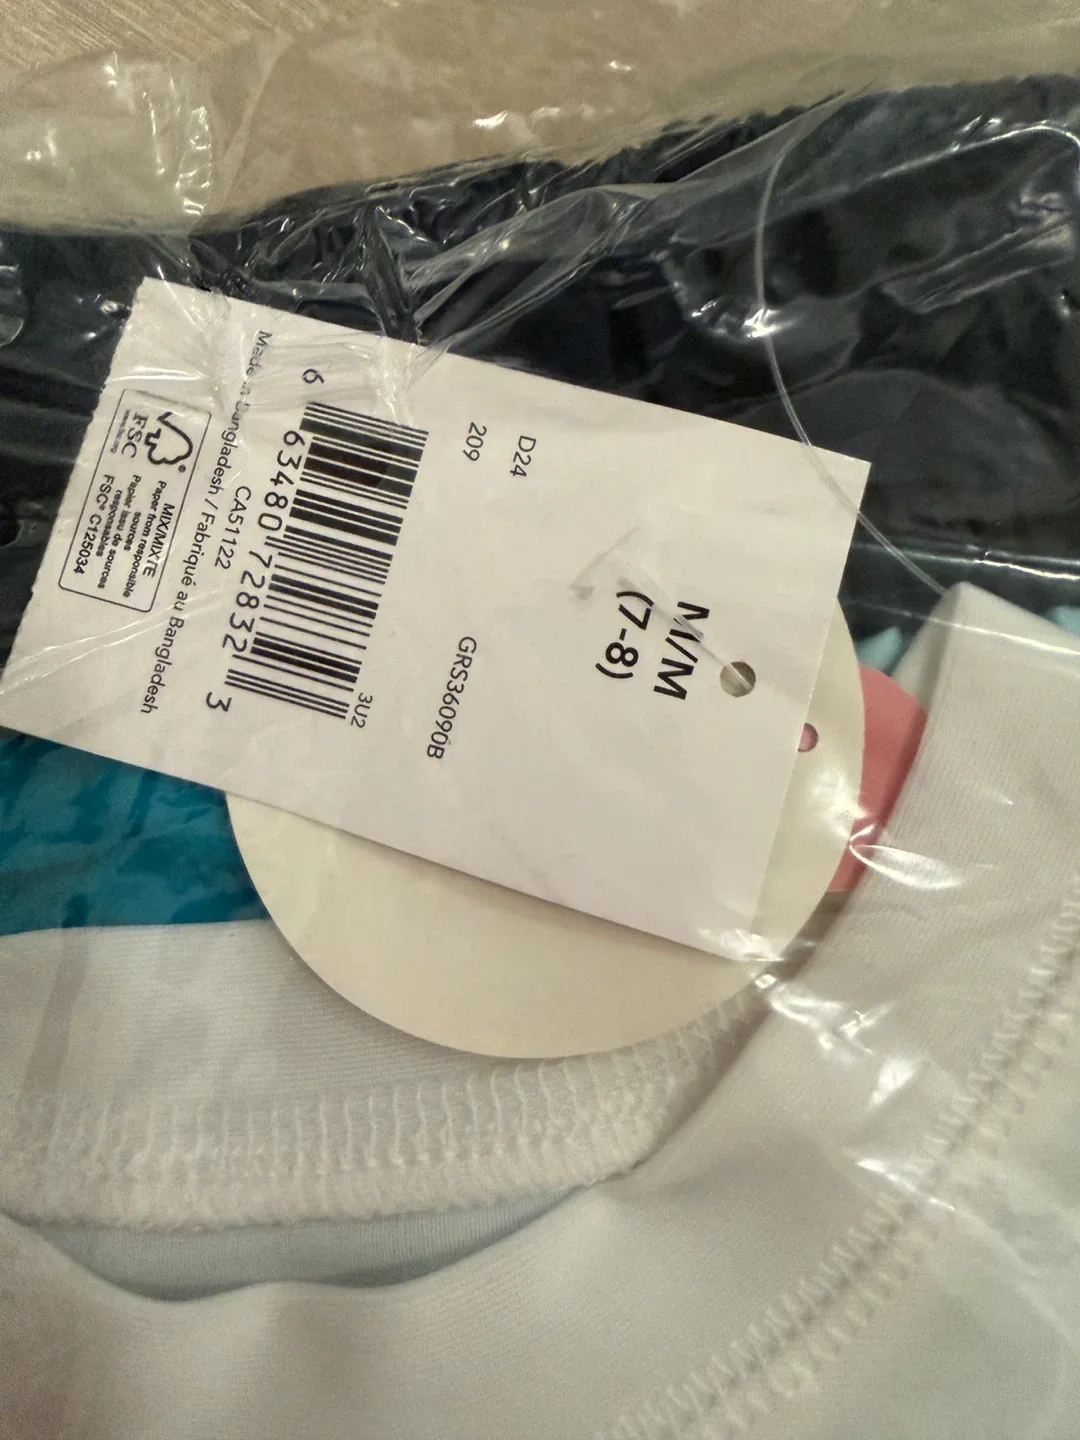 M/M
(7-8)
D24
209
GRS36090B
3U2
6 63480 72832 3
CA51122
Made in Bangladesh / Fabriqué au Bangladesh
FSC
MIX/MIXTE
Paper from responsible
sources
Papier issu de sources
responsables
FSC® C125034